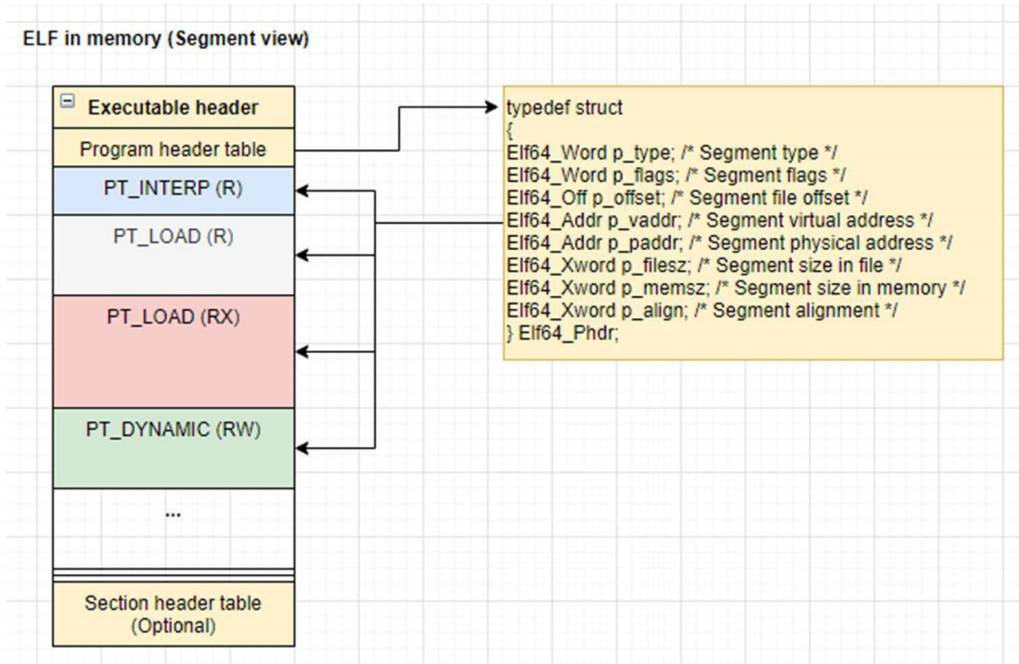 ELF in memory (Segment view)
Executable header
Program header table
PT_INTERP (R)
PT_LOAD (R)
PT_LOAD (RX)
PT_DYNAMIC (RW)
...
Section header table
(Optional)
typedef struct
{
Elf64_Word p_type; /* Segment type */
Elf64_Word p_flags; /* Segment flags */
Elf64_Off p_offset; /* Segment file offset */
Elf64_Addr p_vaddr; /* Segment virtual address */
Elf64_Addr p_paddr; /* Segment physical address */
Elf64_Xword p_filesz; /* Segment size in file */
Elf64_Xword p_memsz; /* Segment size in memory */
Elf64_Xword p_align; /* Segment alignment */
} Elf64_Phdr;